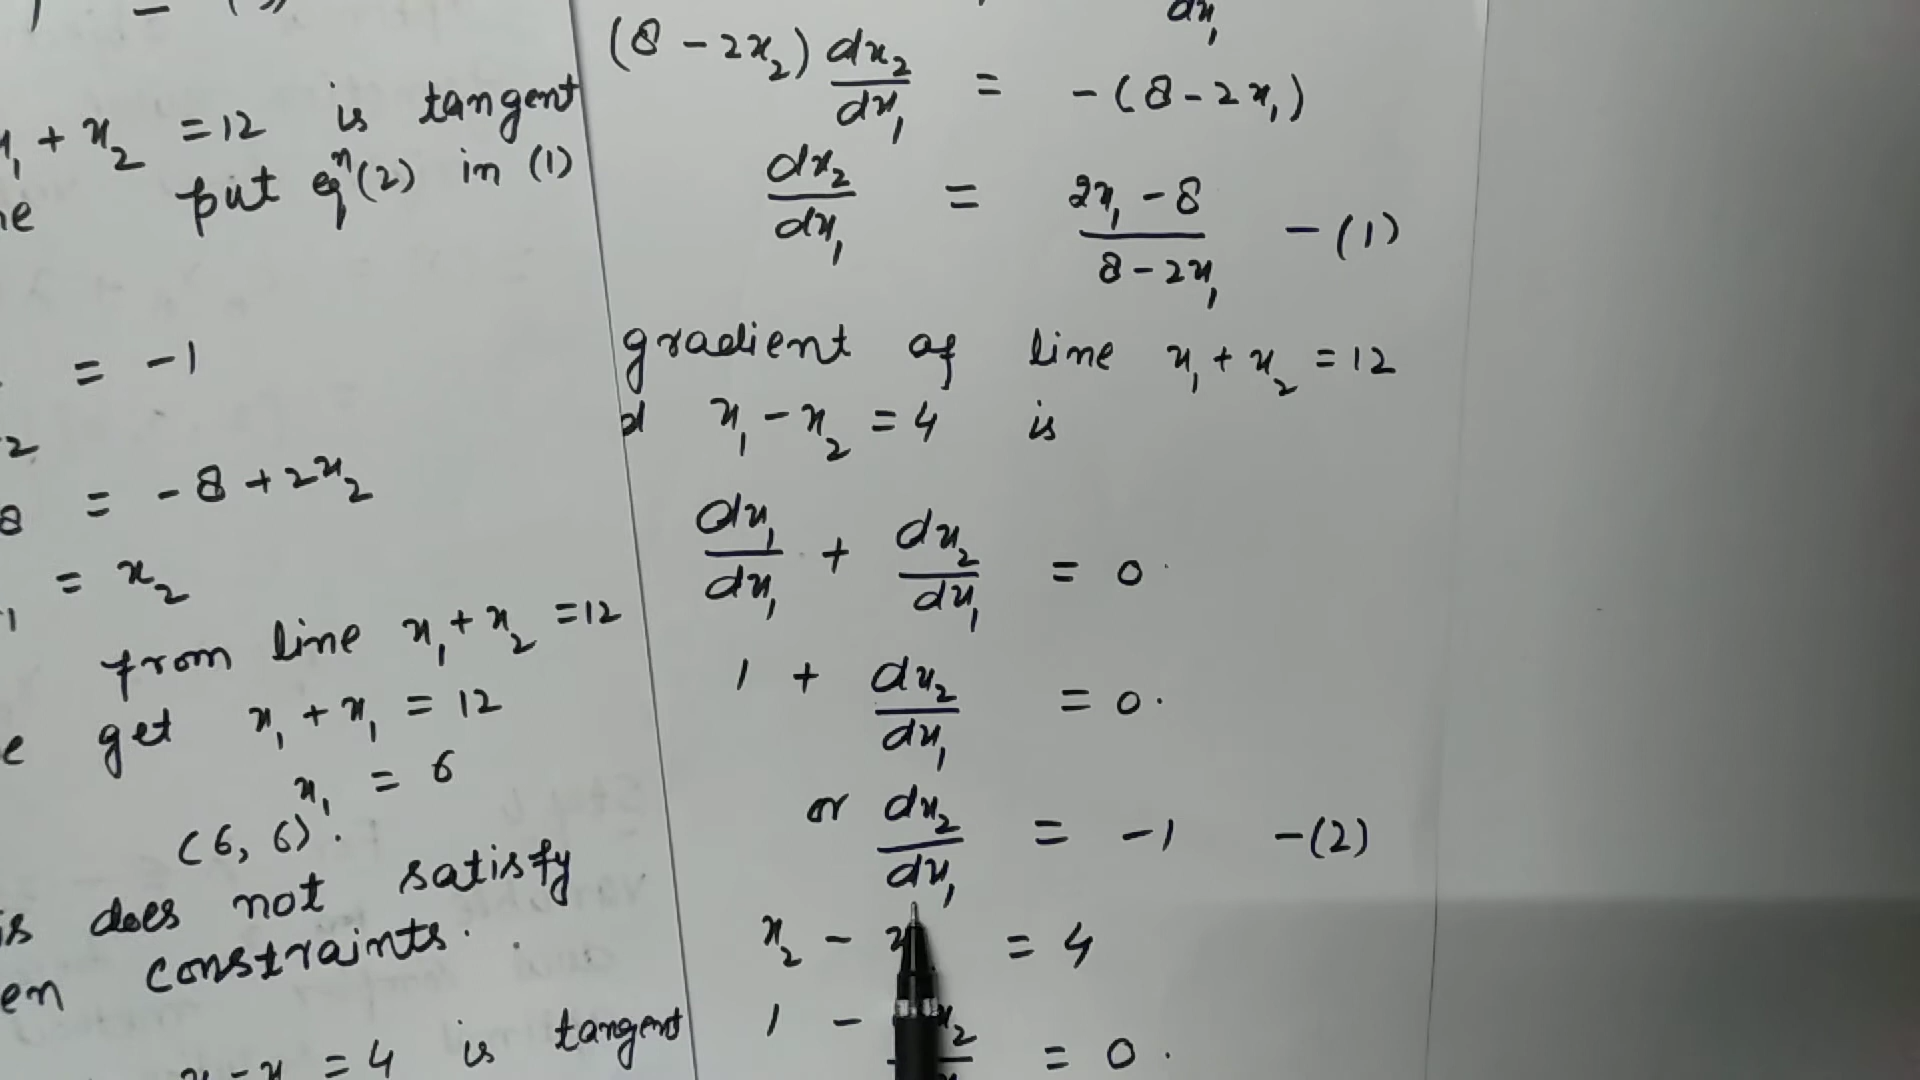 x₁ + x₂ = 12 is tangent
put eqⁿ(2) in (1)
= -1
= -8 + 2x₂
= x₂
from line x₁ + x₂ = 12
get x₁ + x₁ = 12
x₁ = 6
(6, 6).
does not satisfy
constraints.
= 4 is tangent
dx₁
(8 - 2x₂) dx₂/dx₁ = -(8 - 2x₁)
dx₂/dx₁ = (2x₁ - 8)/(8 - 2x₁) - (1)
gradient of line x₁ + x₂ = 12
x₁ - x₂ = 4 is
dx₁/dx₁ + dx₂/dx₁ = 0.
1 + dx₂/dx₁ = 0.
or dx₂/dx₁ = -1 - (2)
x₂ - x = 4
1 - x₂ = 0.